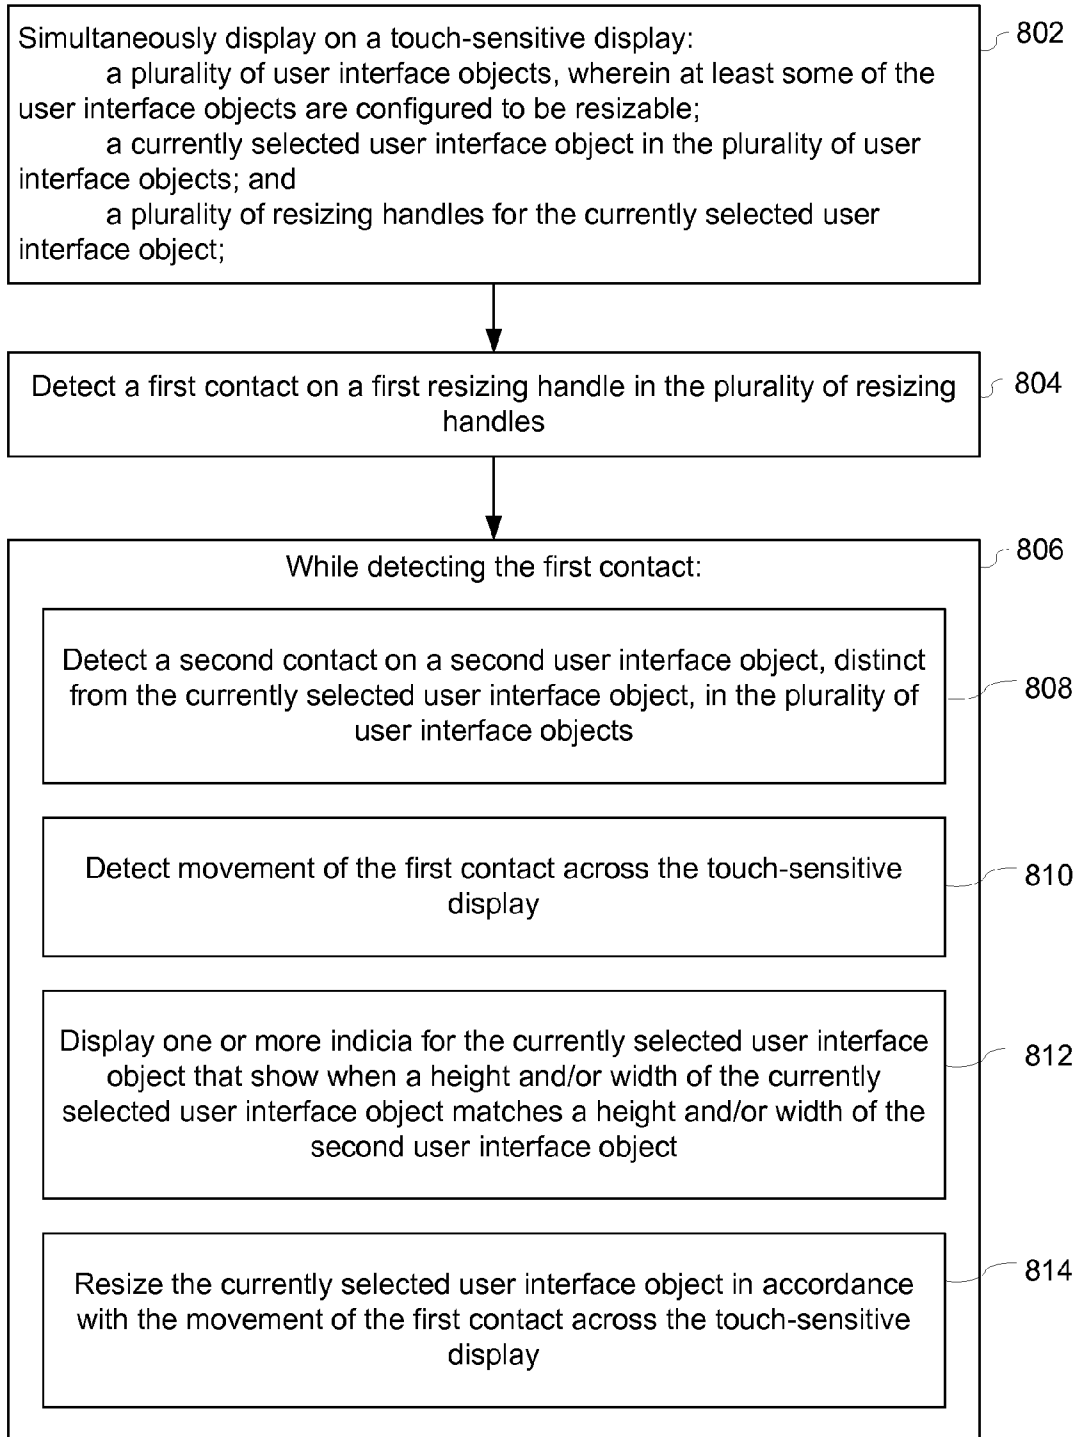 Simultaneously display on a touch-sensitive display:
a plurality of user interface objects, wherein at least some of the
user interface objects are configured to be resizable;
a currently selected user interface object in the plurality of user
interface objects; and
a plurality of resizing handles for the currently selected user
interface object;
802
Detect a first contact on a first resizing handle in the plurality of resizing
handles
804
While detecting the first contact:
806
Detect a second contact on a second user interface object, distinct
from the currently selected user interface object, in the plurality of
user interface objects
808
Detect movement of the first contact across the touch-sensitive
display
810
Display one or more indicia for the currently selected user interface
object that show when a height and/or width of the currently
selected user interface object matches a height and/or width of the
second user interface object
812
Resize the currently selected user interface object in accordance
with the movement of the first contact across the touch-sensitive
display
814